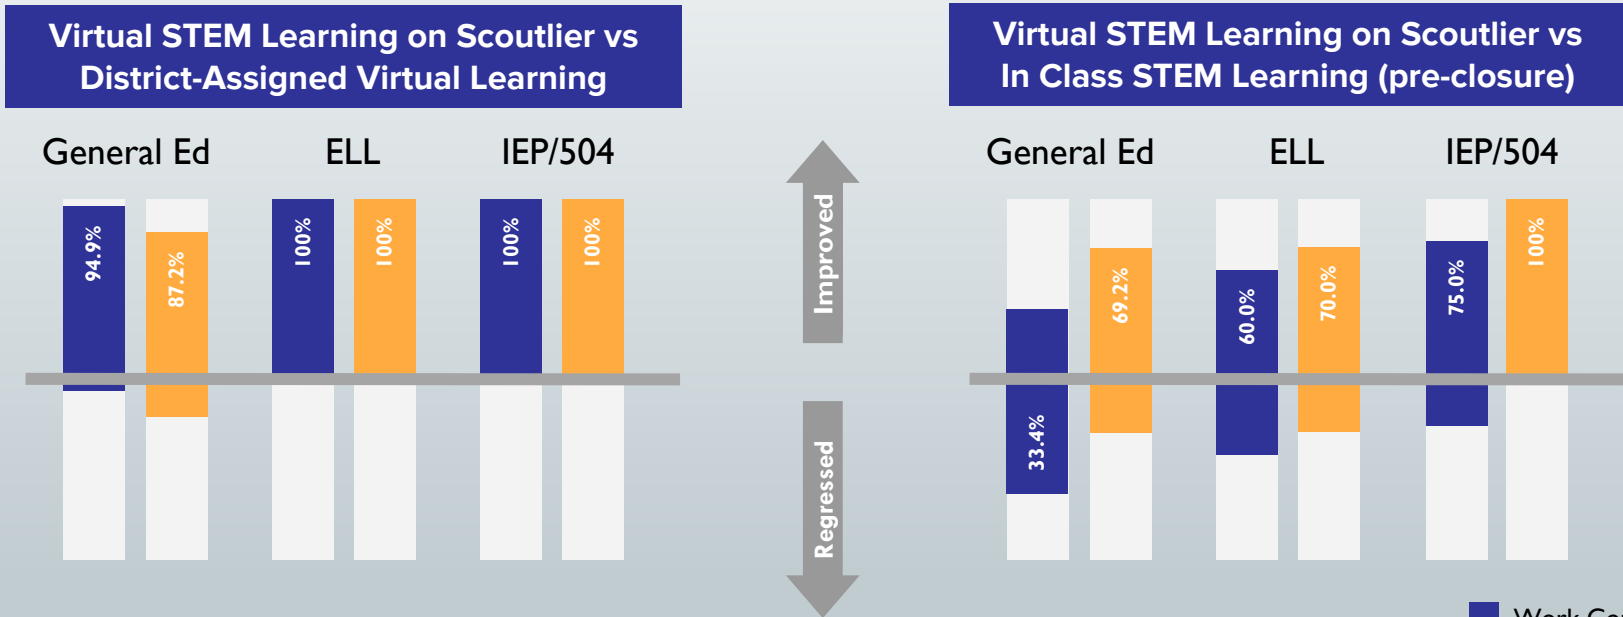 Virtual STEM Learning on Scoutlier vs
District-Assigned Virtual Learning
General Ed
ELL
IEP/504
94.9%
87.2%
100%
100%
100%
100%
Improved
Regressed
Virtual STEM Learning on Scoutlier vs
In Class STEM Learning (pre-closure)
General Ed
ELL
IEP/504
33.4%
69.2%
60.0%
70.0%
75.0%
100%
Work